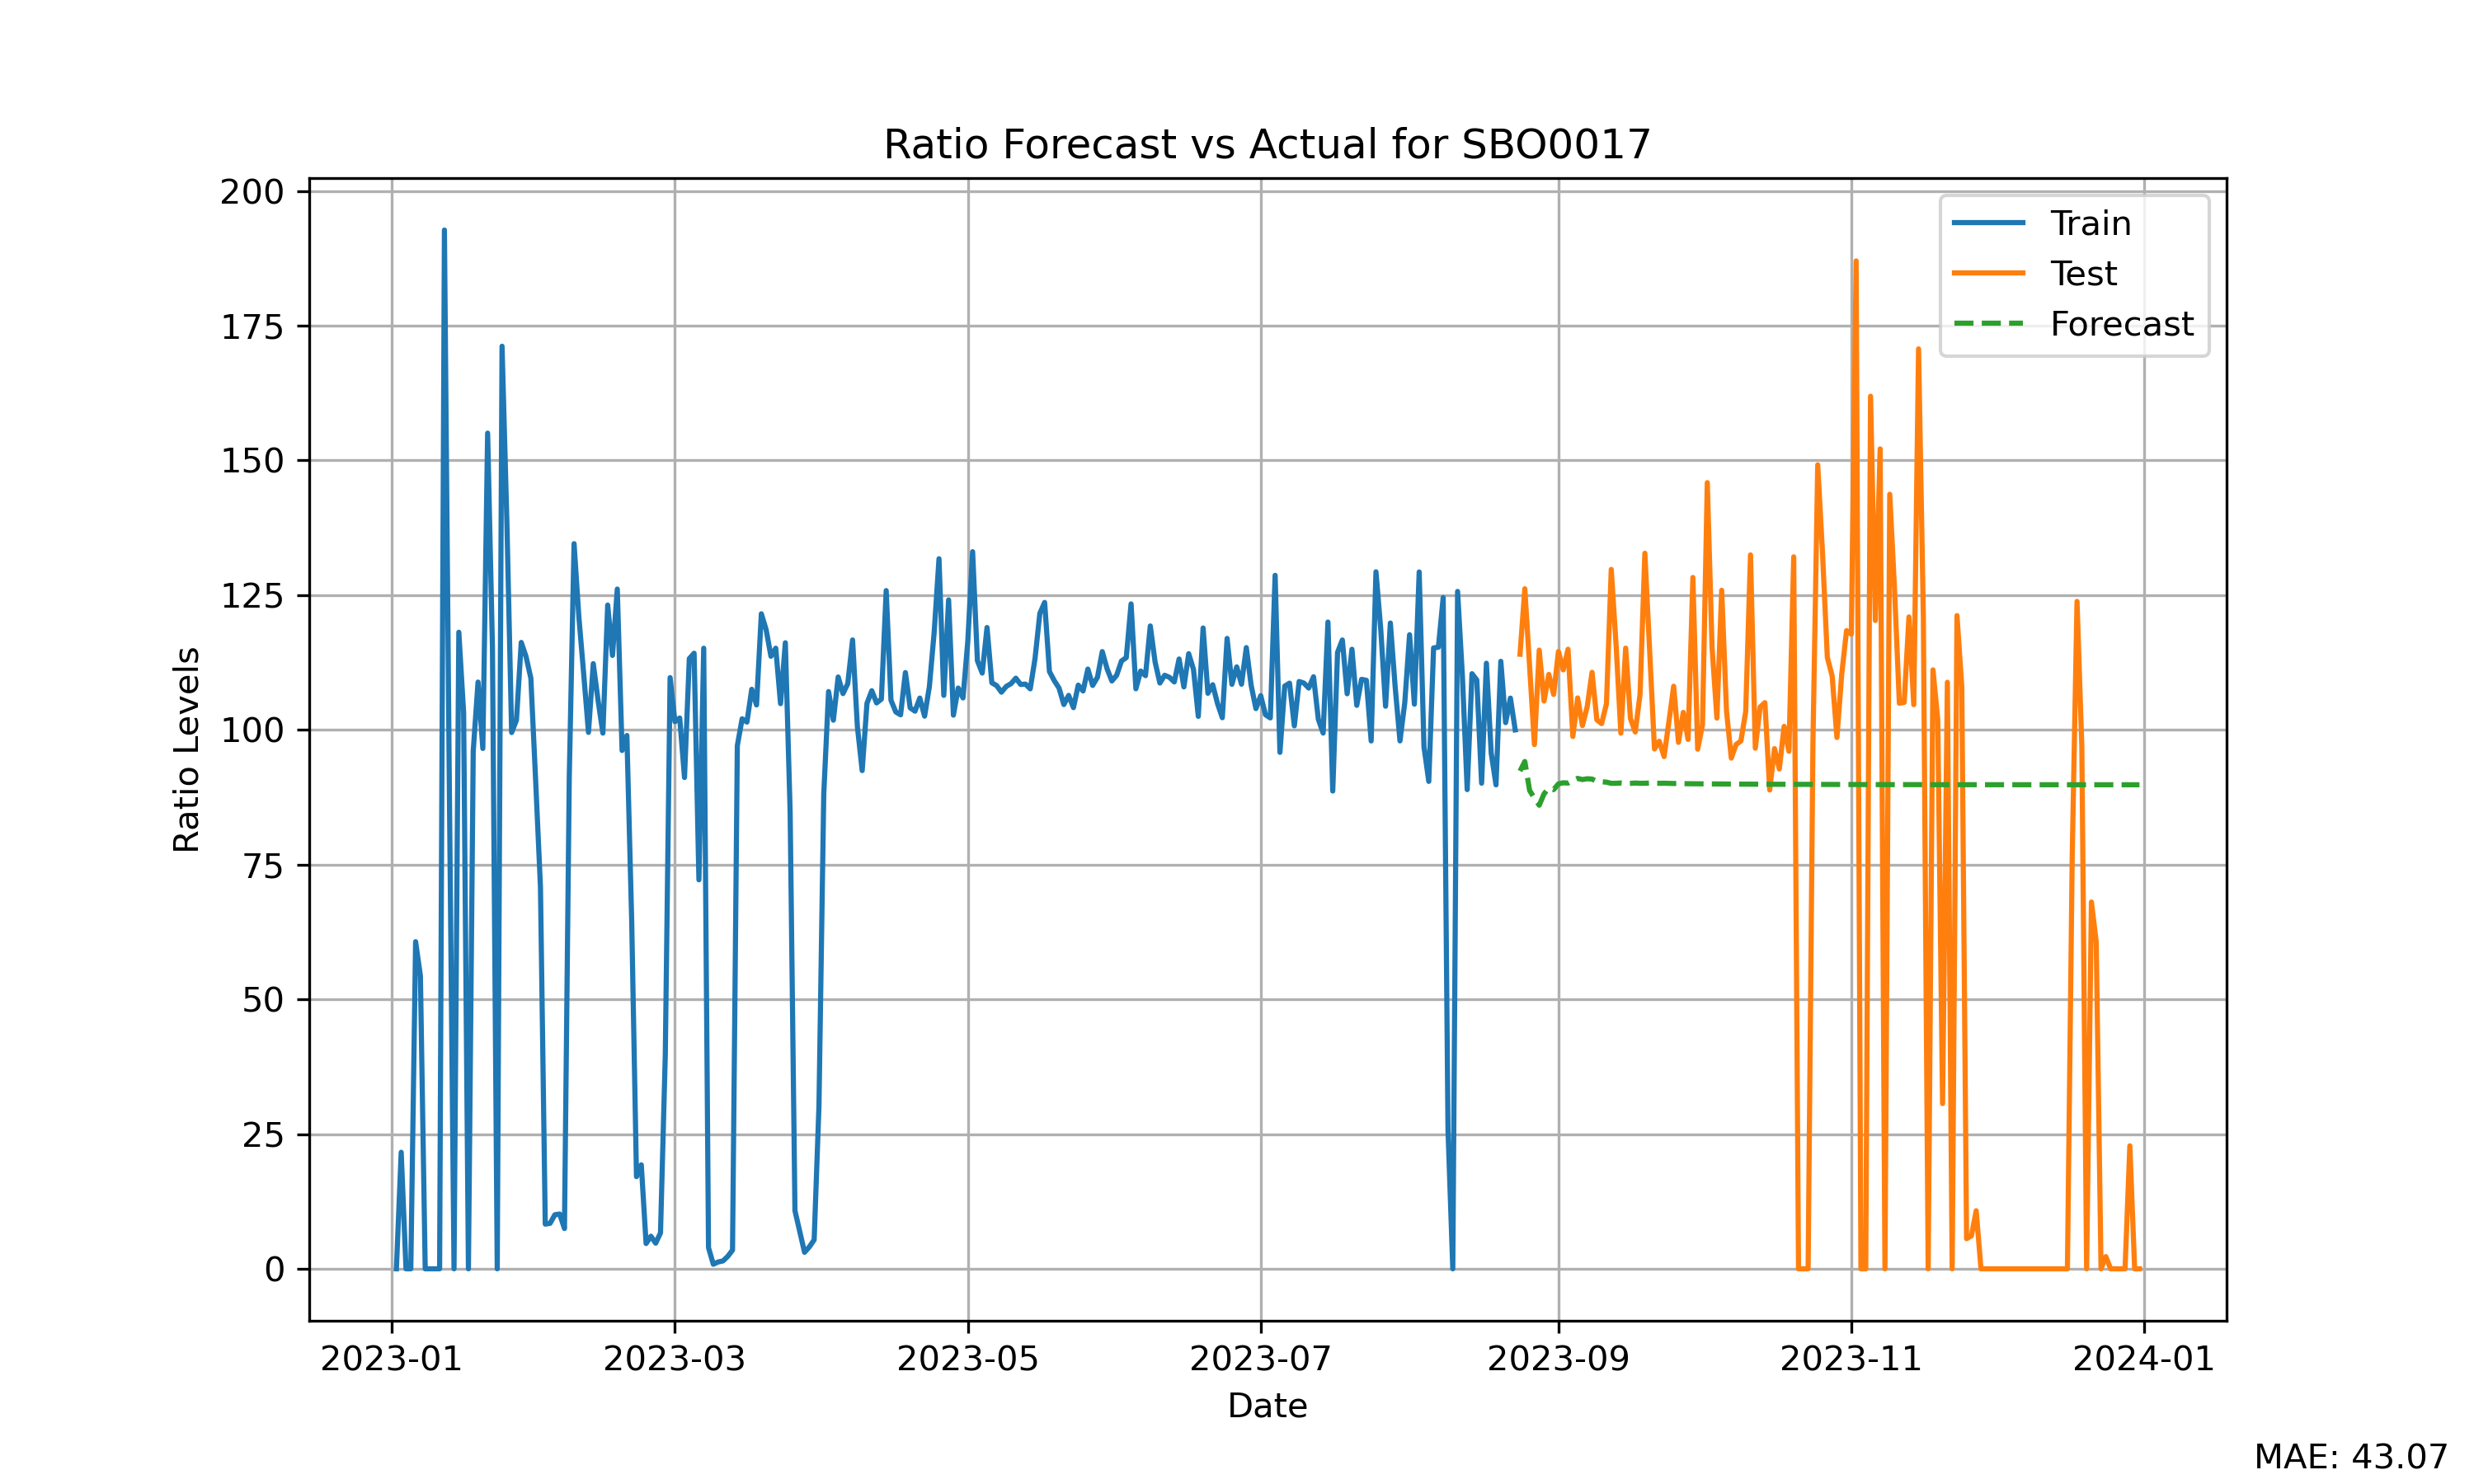 Ratio Forecast vs Actual for SBO0017
200
175
150
125
100
75
50
25
0
Ratio Levels
Train
Test
Forecast
2023-01
2023-03
2023-05
2023-07
2023-09
2023-11
2024-01
Date
MAE: 43.07